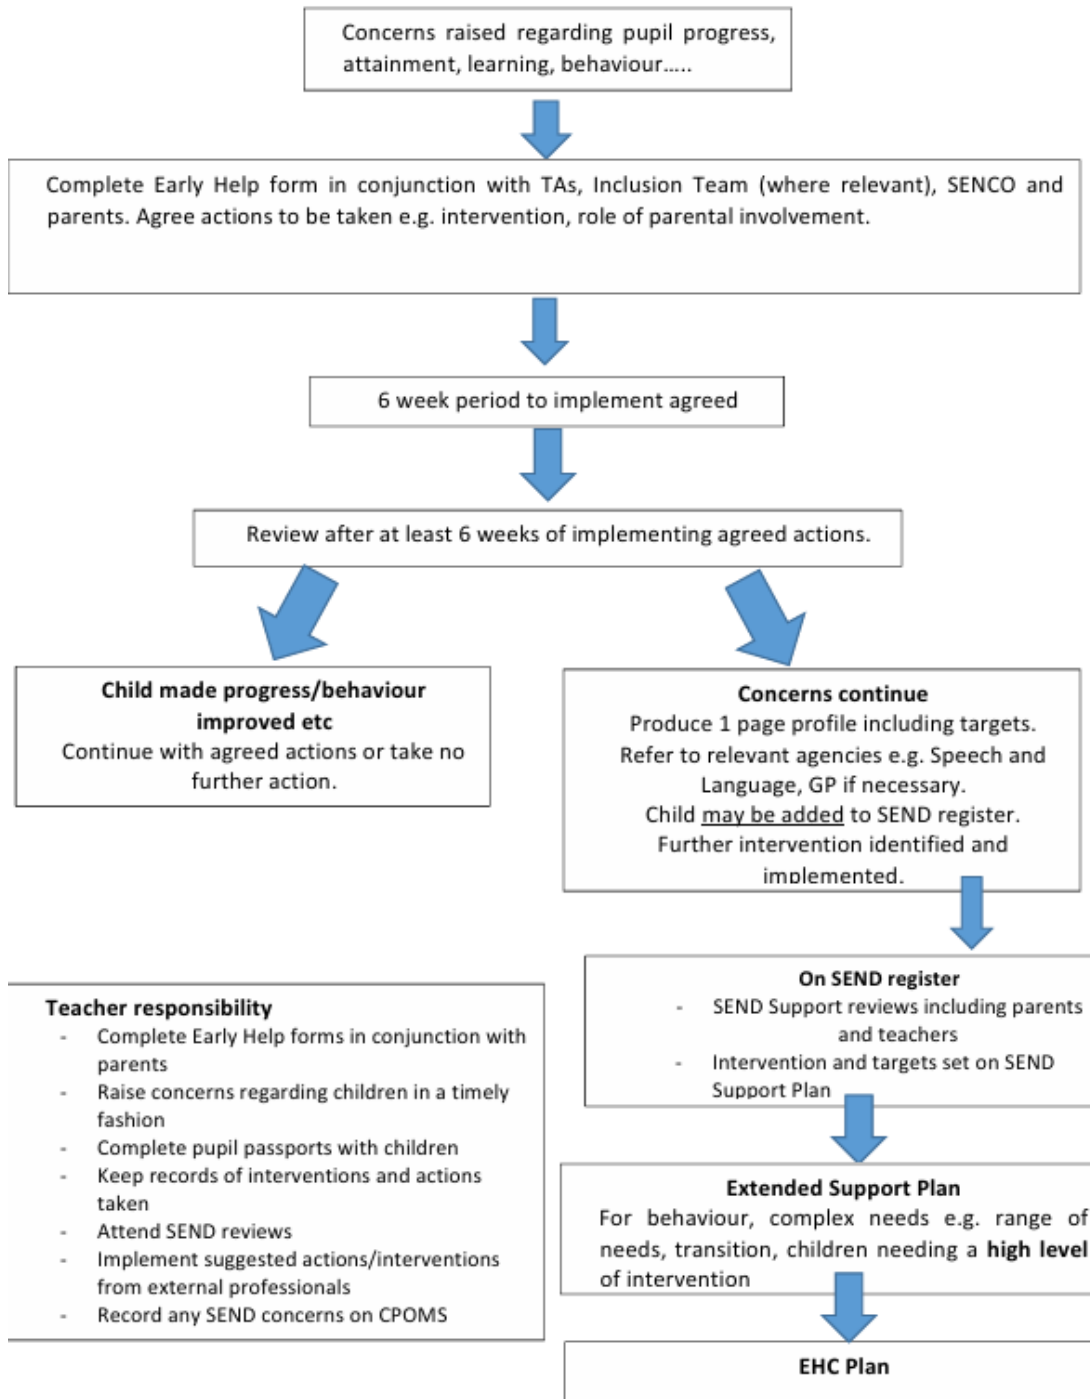 Concerns raised regarding pupil progress,
attainment, learning, behaviour.....
Complete Early Help form in conjunction with TAs, Inclusion Team (where relevant), SENCO and
parents. Agree actions to be taken e.g. intervention, role of parental involvement.
6 week period to implement agreed
Review after at least 6 weeks of implementing agreed actions.
Child made progress/behaviour
improved etc
Continue with agreed actions or take no
further action.
Concerns continue
Produce 1 page profile including targets.
Refer to relevant agencies e.g. Speech and
Language, GP if necessary.
Child may be added to SEND register.
Further intervention identified and
implemented.
On SEND register
- SEND Support reviews including parents
and teachers
- Intervention and targets set on SEND
Support Plan
Teacher responsibility
- Complete Early Help forms in conjunction with
parents
- Raise concerns regarding children in a timely
fashion
- Complete pupil passports with children
- Keep records of interventions and actions
taken
- Attend SEND reviews
- Implement suggested actions/interventions
from external professionals
- Record any SEND concerns on CPOMS
Extended Support Plan
For behaviour, complex needs e.g. range of
needs, transition, children needing a high level
of intervention
EHC Plan